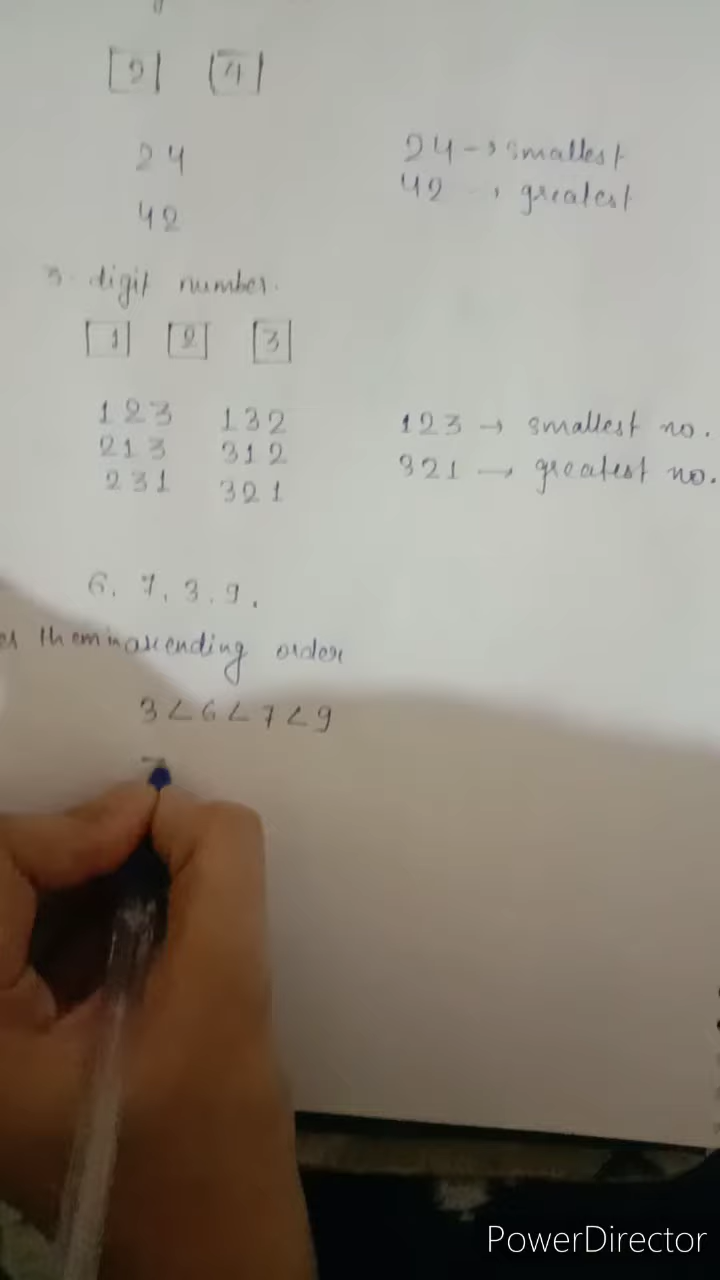 2 4
24
42
24 → smallest
42 → greatest
3 digit number.
1 2 3
123 132
213 312
231 321
123 → smallest no.
321 → greatest no.
6. 7. 3. 9.
them in ascending order
3<6<7<9
PowerDirector